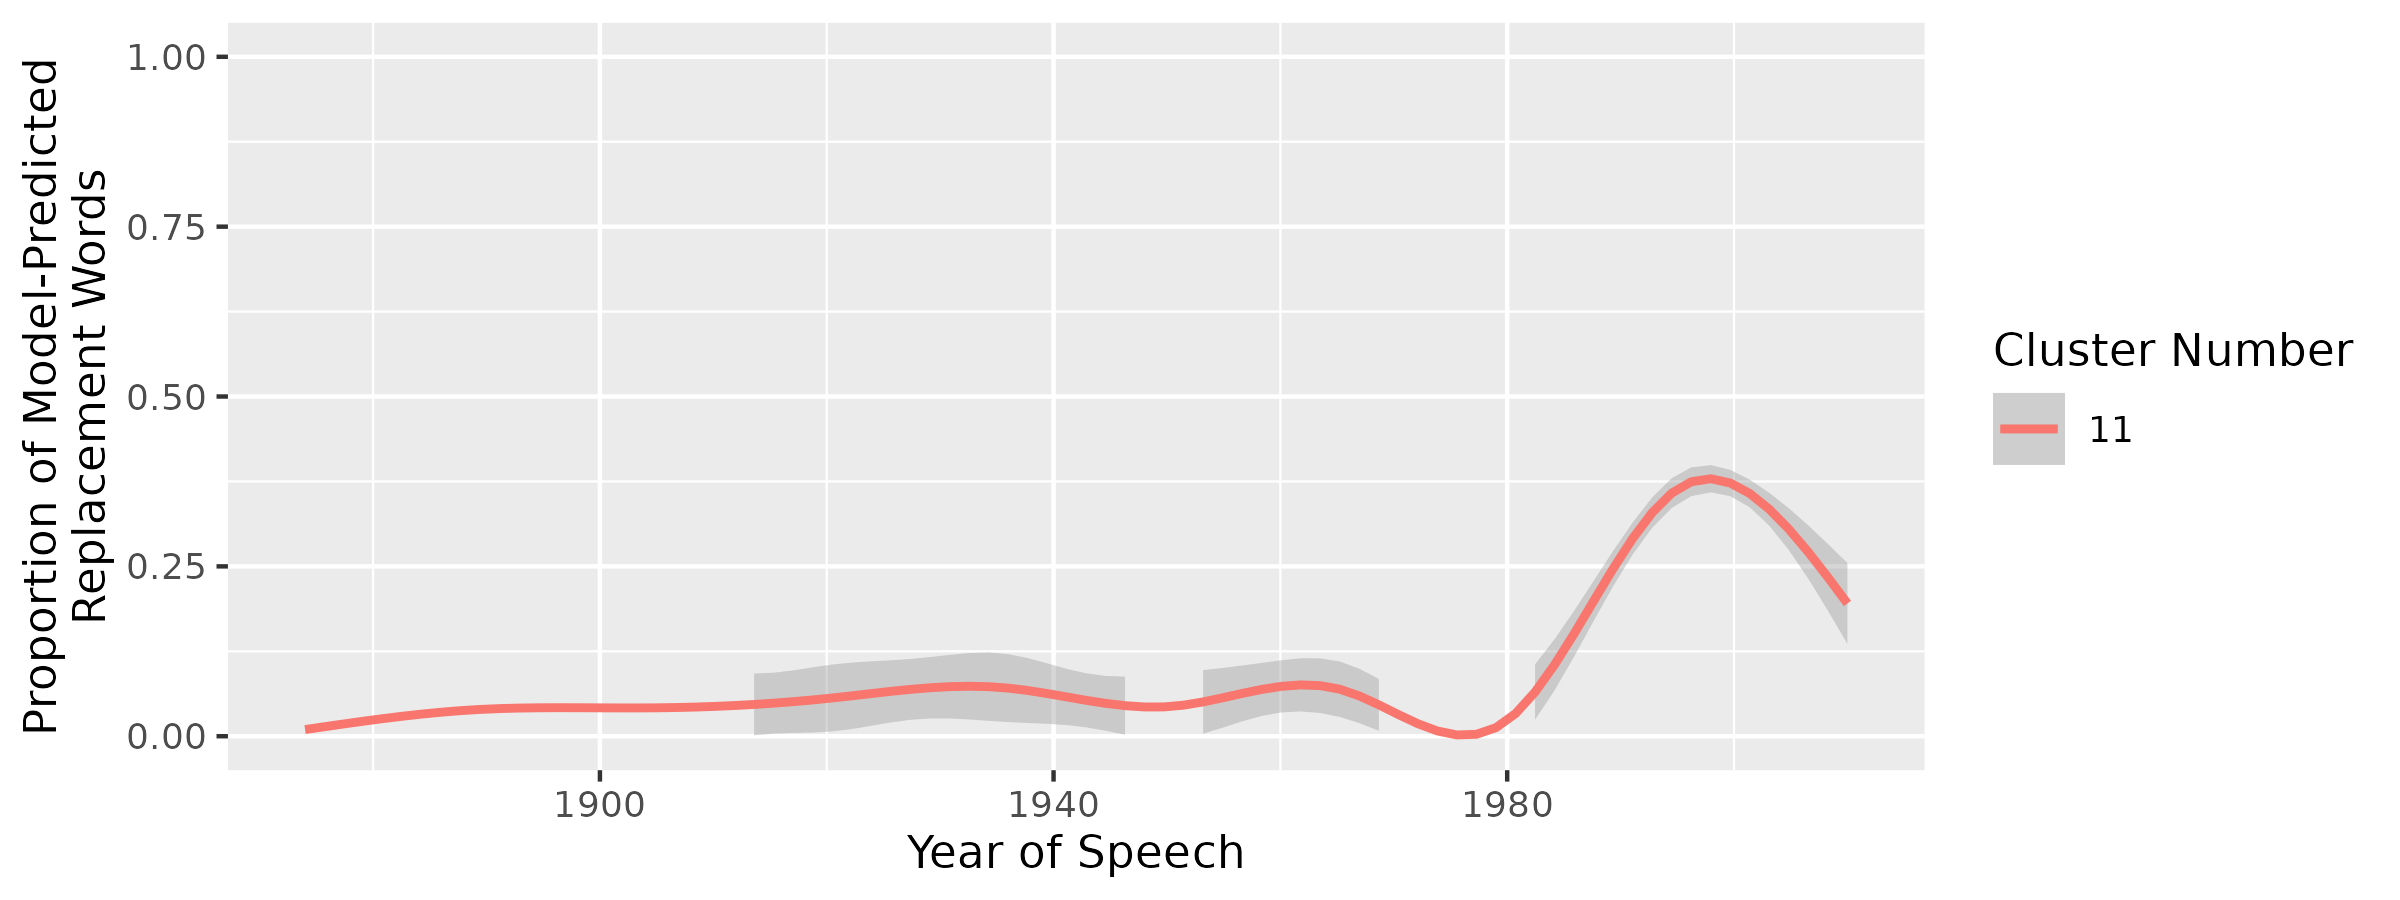 Proportion of Model-Predicted
Replacement Words
1.00
0.75
0.50
0.25
0.00
1900
1940
1980
Year of Speech
Cluster Number
11